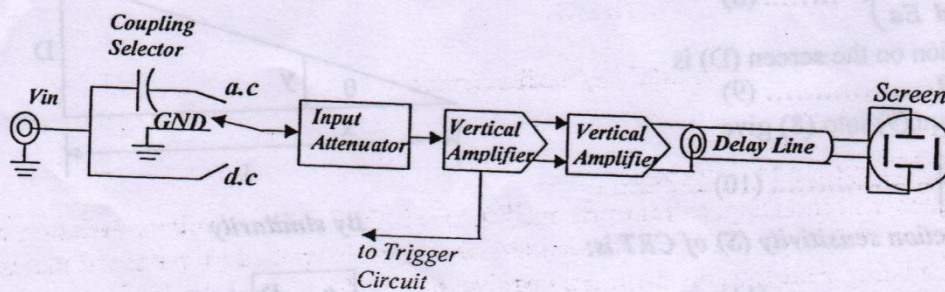 Coupling
Selector
Vin
a.c
GND
d.c
Input
Attenuator
Vertical
Amplifier
Vertical
Amplifier
Delay Line
Screen
to Trigger
Circuit